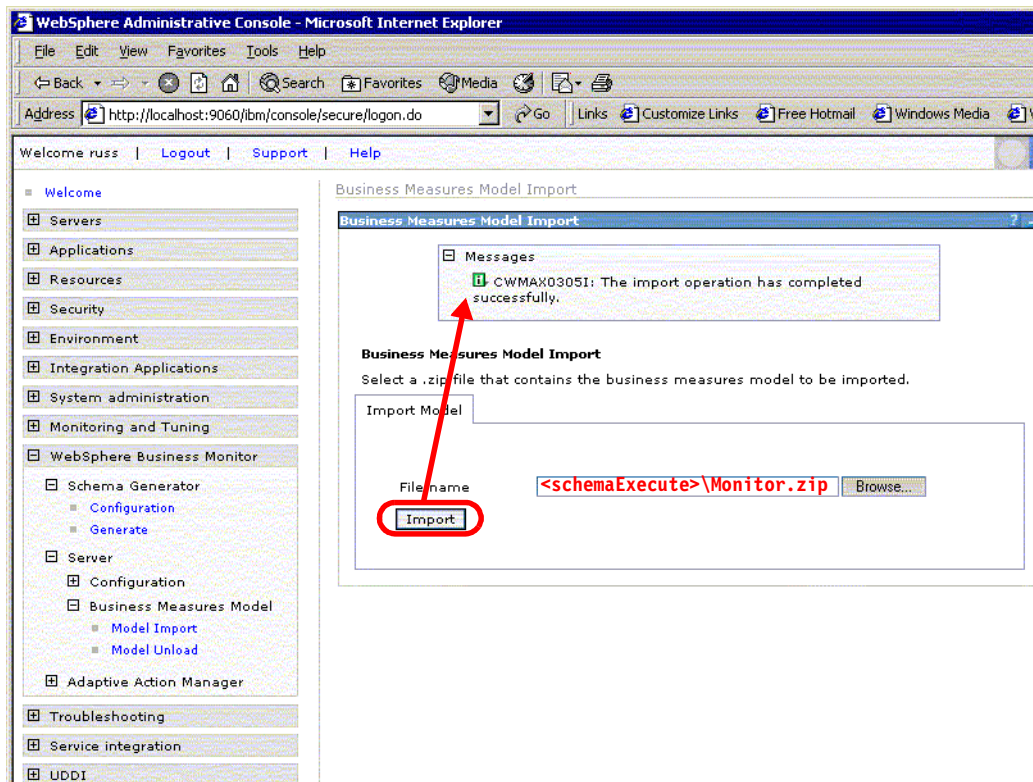 WebSphere Administrative Console - Microsoft Internet Explorer
File Edit View Favorites Tools Help
Back Search Favorites Media
Address http://localhost:9060/ibm/console/secure/logon.do Go Links Customize Links Free Hotmail Windows Media
Welcome russ | Logout | Support | Help
Welcome
Servers
Applications
Resources
Security
Environment
Integration Applications
System administration
Monitoring and Tuning
WebSphere Business Monitor
Schema Generator
Configuration
Generate
Server
Configuration
Business Measures Model
Model Import
Model Unload
Adaptive Action Manager
Troubleshooting
Service integration
UDDI
Business Measures Model Import
Business Measures Model Import ? -
Messages
CWMAX0305I: The import operation has completed
successfully.
Business Measures Model Import
Select a .zip file that contains the business measures model to be imported.
Import Model
File name <schemaExecute>\Monitor.zip Browse...
Import